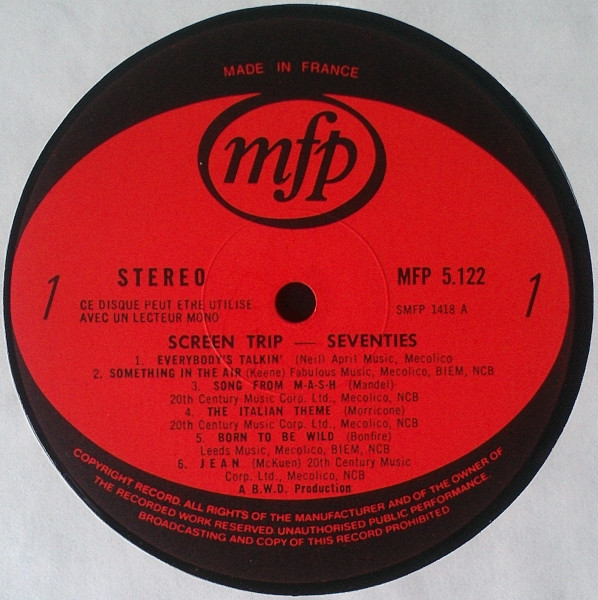 MADE IN FRANCE
mfp
1 STEREO MFP 5.122 1
CE DISQUE PEUT ETRE UTILISE SMFP 1418 A
AVEC UN LECTEUR MONO
SCREEN TRIP — SEVENTIES
1. EVERYBODY'S TALKIN' (Neil) April Music, Mecolico
2. SOMETHING IN THE AIR (Keene) Fabulous Music, Mecolico, BIEM, NCB
3. SONG FROM M-A-S-H (Mandel)
20th Century Music Corp. Ltd., Mecolico, NCB
4. THE ITALIAN THEME (Morricone)
20th Century Music Corp. Ltd., Mecolico, NCB
5. BORN TO BE WILD (Bonfire)
Leeds Music, Mecolico, BIEM, NCB
6. JEAN (McKuen) 20th Century Music
Corp. Ltd., Mecolico, NCB
A B.W.D. Production
COPYRIGHT RECORD. ALL RIGHTS OF THE MANUFACTURER AND OF THE OWNER OF
THE RECORDED WORK RESERVED. UNAUTHORISED PUBLIC PERFORMANCE,
BROADCASTING AND COPY OF THIS RECORD PROHIBITED